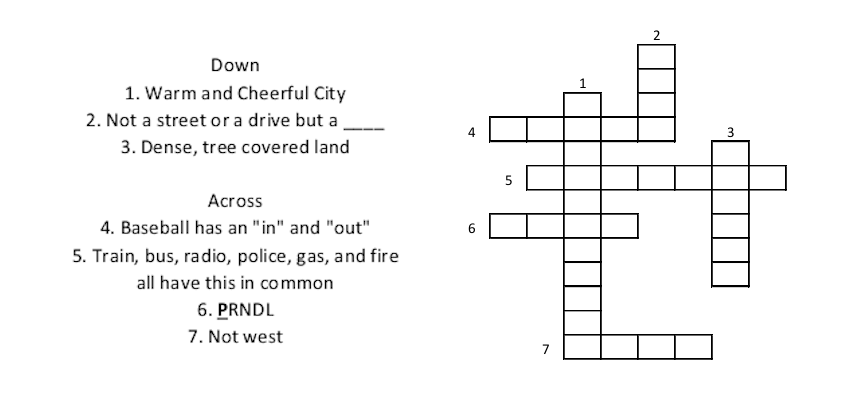 Down
1. Warm and Cheerful City
2. Not a street or a drive but a ____
3. Dense, tree covered land
Across
4. Baseball has an "in" and "out"
5. Train, bus, radio, police, gas, and fire
all have this in common
6. PRNDL
7. Not west
2
1
4
3
5
6
7